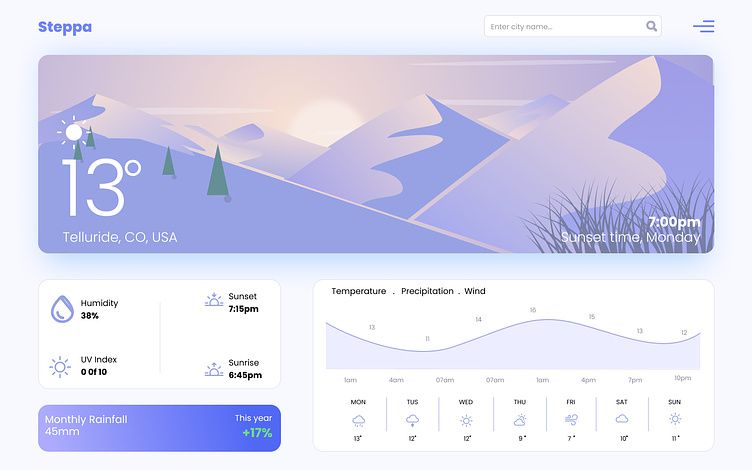 Steppa
Enter city name...
13°
Telluride, CO, USA
7:00pm
Sunset time, Monday
Humidity
38%
Sunset
7:15pm
UV Index
0 0f 10
Sunrise
6:45pm
Monthly Rainfall
45mm
This year
+17%
Temperature . Precipitation . Wind
13 11 14 16 15 13 12
1am 4am 07am 07am 1am 4pm 7pm 10pm
MON TUE WED THU FRI SAT SUN
13° 12° 12° 9° 7° 10° 11°